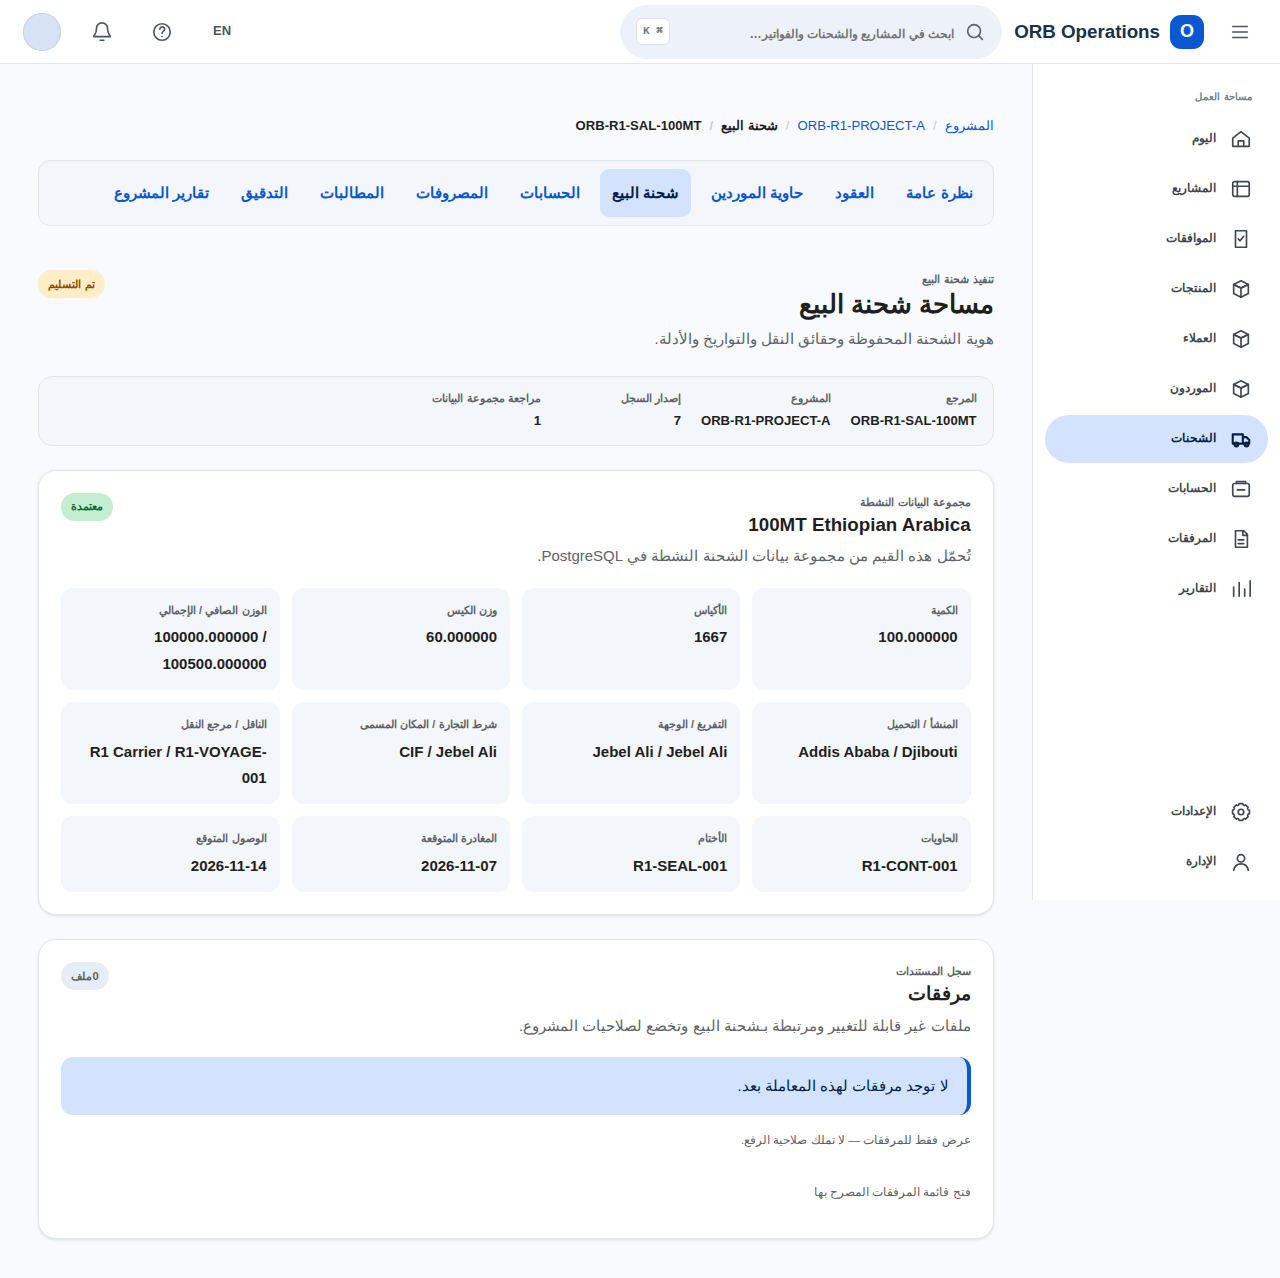 O ORB Operations
ابحث في المشاريع والشحنات والفواتير...
⌘ K
EN
مساحة العمل
اليوم
المشاريع
الموافقات
المنتجات
العملاء
الموردون
الشحنات
الحسابات
المرفقات
التقارير
الإعدادات
الإدارة
المشروع / ORB-R1-PROJECT-A / شحنة البيع / ORB-R1-SAL-100MT
نظرة عامة العقود حاوية الموردين شحنة البيع الحسابات المصروفات المطالبات التدقيق تقارير المشروع
تنفيذ شحنة البيع
تم التسليم
مساحة شحنة البيع
هوية الشحنة المحفوظة وحقائق النقل والتواريخ والأدلة.
المرجع المشروع إصدار السجل مراجعة مجموعة البيانات
ORB-R1-SAL-100MT ORB-R1-PROJECT-A 7 1
مجموعة البيانات النشطة
معتمدة
100MT Ethiopian Arabica
تُحمّل هذه القيم من مجموعة بيانات الشحنة النشطة في PostgreSQL.
الكمية الأكياس وزن الكيس الوزن الصافي / الإجمالي
100.000000 1667 60.000000 100000.000000 /
100500.000000
المنشأ / التحميل التفريغ / الوجهة شرط التجارة / المكان المسمى الناقل / مرجع النقل
Addis Ababa / Djibouti Jebel Ali / Jebel Ali CIF / Jebel Ali R1 Carrier / R1-VOYAGE-
001
الحاويات الأختام المغادرة المتوقعة الوصول المتوقع
R1-CONT-001 R1-SEAL-001 2026-11-07 2026-11-14
سجل المستندات
0ملف
مرفقات
ملفات غير قابلة للتغيير ومرتبطة بـشحنة البيع وتخضع لصلاحيات المشروع.
لا توجد مرفقات لهذه المعاملة بعد.
عرض فقط للمرفقات — لا تملك صلاحية الرفع.
فتح قائمة المرفقات المصرح بها